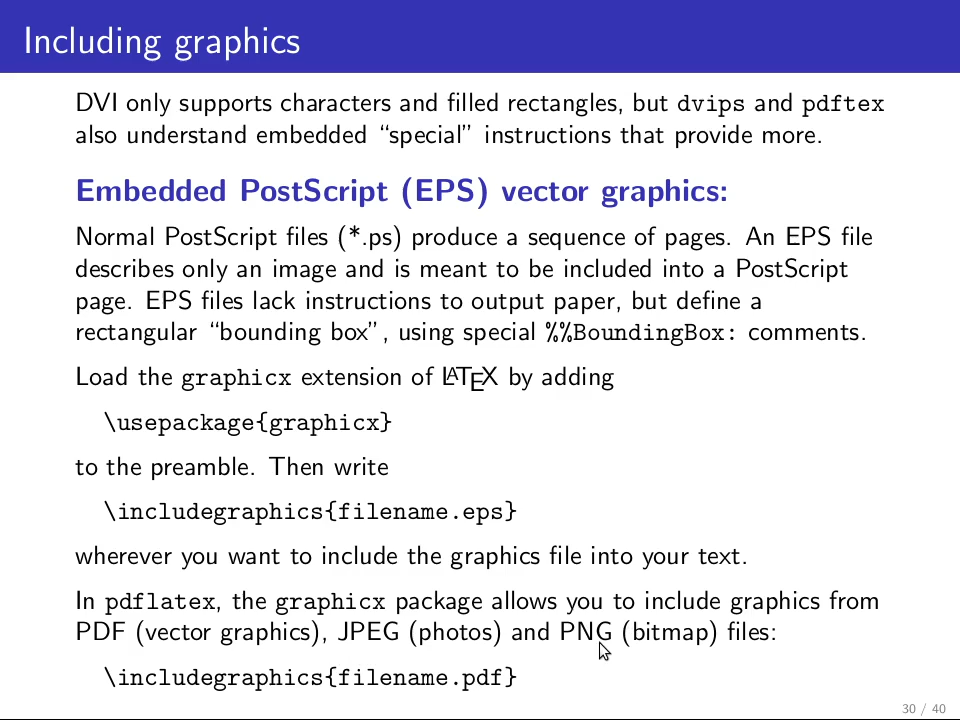 Including graphics
DVI only supports characters and filled rectangles, but dvips and pdftex
also understand embedded “special” instructions that provide more.
Embedded PostScript (EPS) vector graphics:
Normal PostScript files (*.ps) produce a sequence of pages. An EPS file
describes only an image and is meant to be included into a PostScript
page. EPS files lack instructions to output paper, but define a
rectangular “bounding box”, using special %%BoundingBox: comments.
Load the graphicx extension of LATEX by adding
\usepackage{graphicx}
to the preamble. Then write
\includegraphics{filename.eps}
wherever you want to include the graphics file into your text.
In pdflatex, the graphicx package allows you to include graphics from
PDF (vector graphics), JPEG (photos) and PNG (bitmap) files:
\includegraphics{filename.pdf}
30 / 40